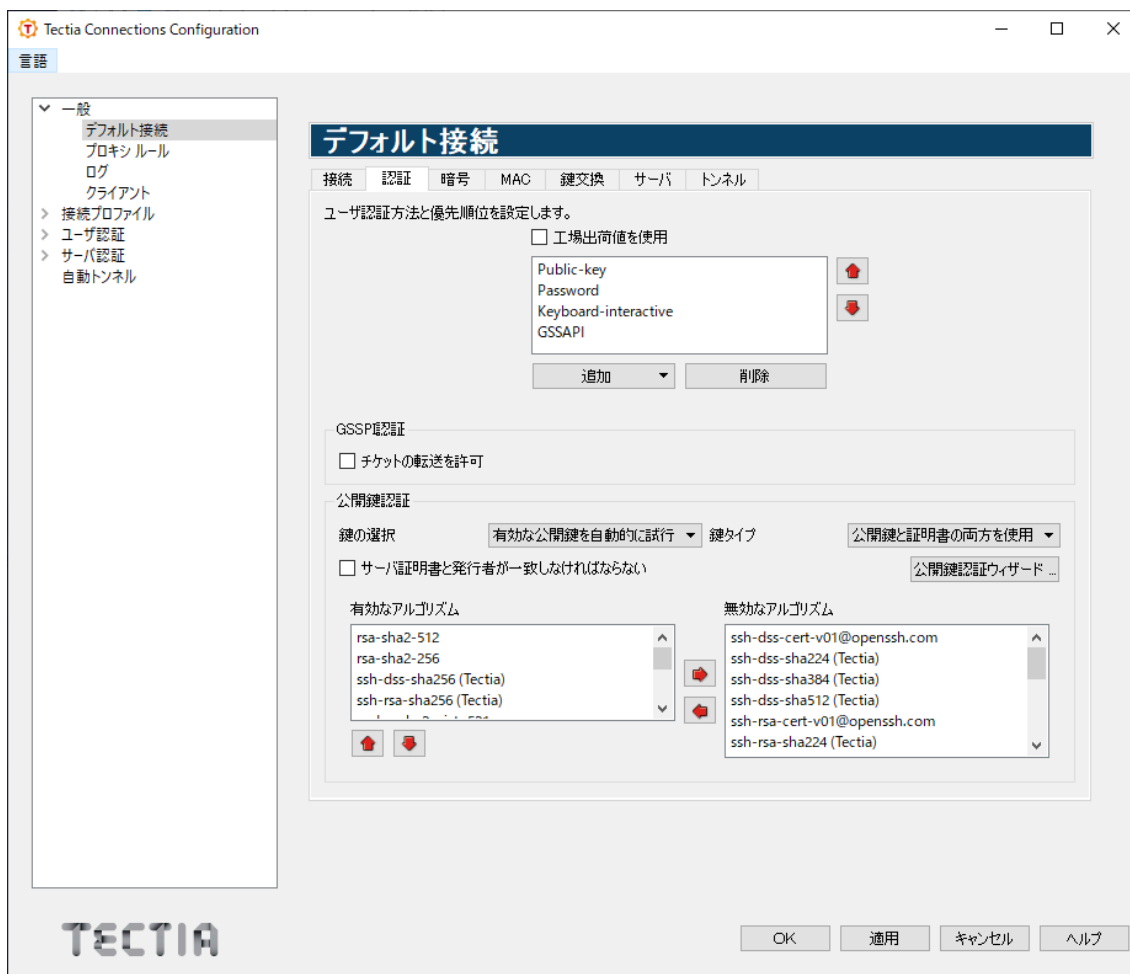 Tectia Connections Configuration
言語
一般
デフォルト接続
プロキシ ルール
ログ
クライアント
接続プロファイル
ユーザ認証
サーバ認証
自動トンネル
デフォルト接続
接続 認証 暗号 MAC 鍵交換 サーバ トンネル
ユーザ認証方法と優先順位を設定します。
工場出荷値を使用
Public-key
Password
Keyboard-interactive
GSSAPI
追加 削除
GSSP認証
チケットの転送を許可
公開鍵認証
鍵の選択 有効な公開鍵を自動的に試行 鍵タイプ 公開鍵と証明書の両方を使用
サーバ証明書と発行者が一致しなければならない 公開鍵認証ウィザード ...
有効なアルゴリズム 無効なアルゴリズム
rsa-sha2-512
rsa-sha2-256
ssh-dss-sha256 (Tectia)
ssh-rsa-sha256 (Tectia)
ssh-dss-cert-v01@openssh.com
ssh-dss-sha224 (Tectia)
ssh-dss-sha384 (Tectia)
ssh-dss-sha512 (Tectia)
ssh-rsa-cert-v01@openssh.com
ssh-rsa-sha224 (Tectia)
TECTIA
OK 適用 キャンセル ヘルプ